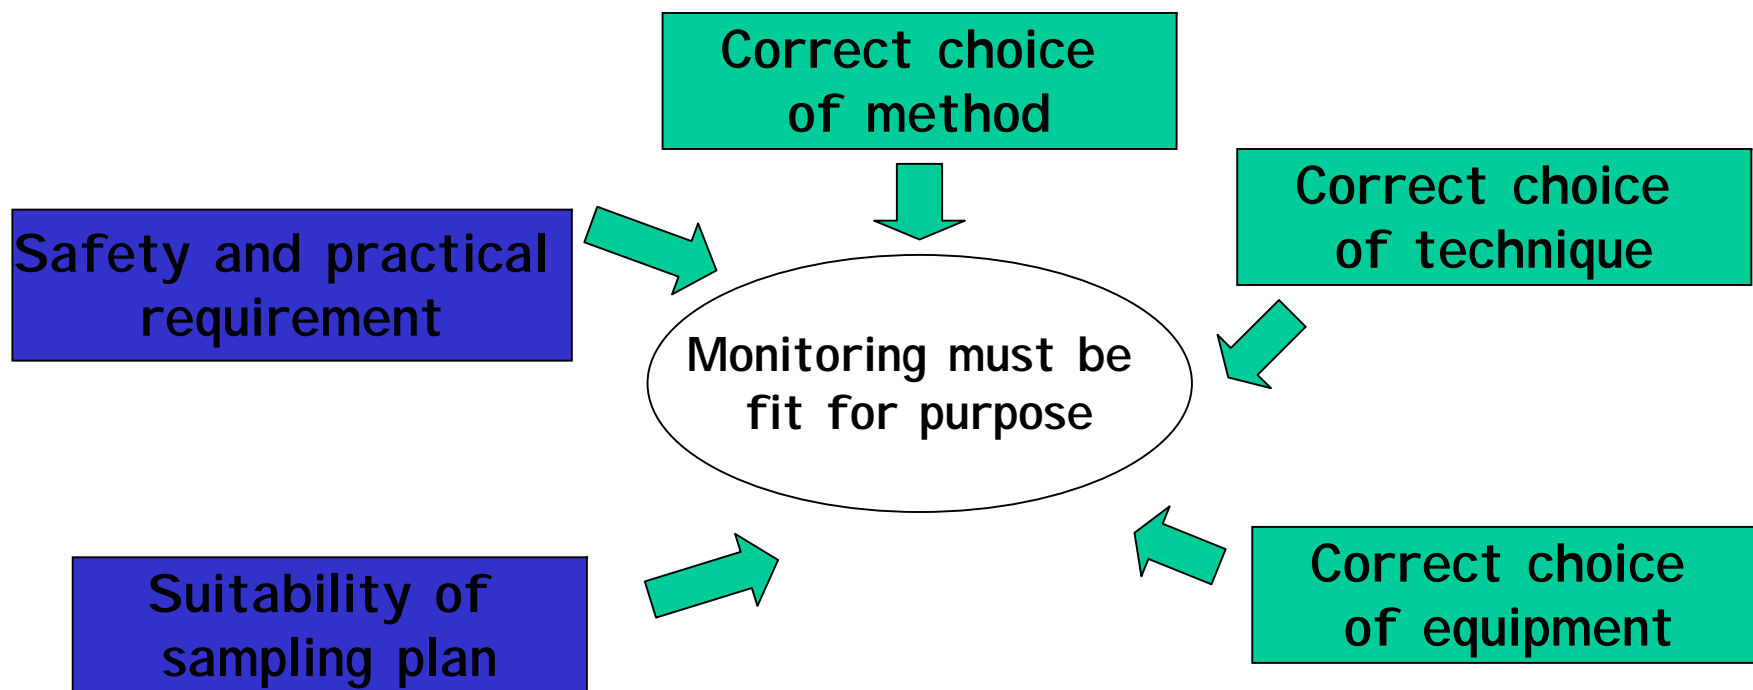 Correct choice
of method
Correct choice
of technique
Safety and practical
requirement
Monitoring must be
fit for purpose
Correct choice
of equipment
Suitability of
sampling plan